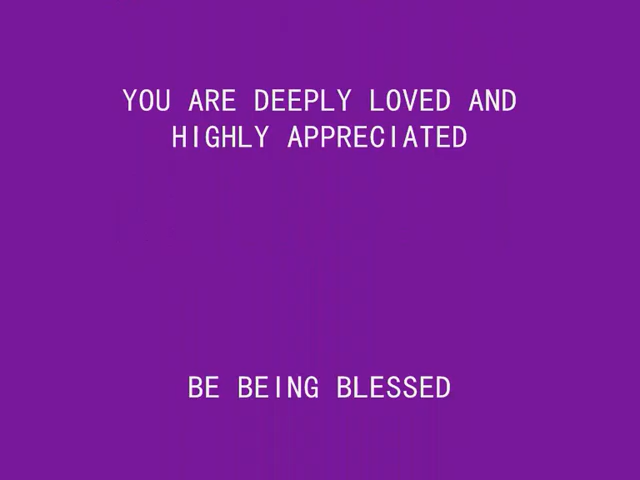 YOU ARE DEEPLY LOVED AND
HIGHLY APPRECIATED
BE BEING BLESSED